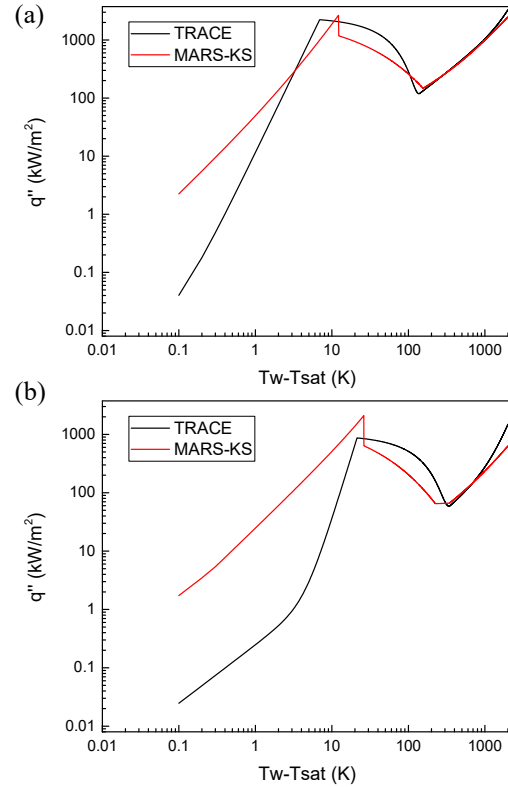 (a)
TRACE
MARS-KS
1000
100
10
1
0.1
0.01
q" (kW/m²)
0.01 0.1 1 10 100 1000
Tw-Tsat (K)
(b)
TRACE
MARS-KS
1000
100
10
1
0.1
0.01
q" (kW/m²)
0.01 0.1 1 10 100 1000
Tw-Tsat (K)